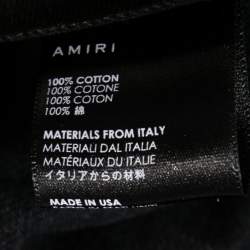 AMIRI
100% COTTON
100% COTONE
100% COTON
100% 綿
MATERIALS FROM ITALY
MATERIALI DAL ITALIA
MATÉRIAUX DU ITALIE
イタリアからの材料
MADE IN USA